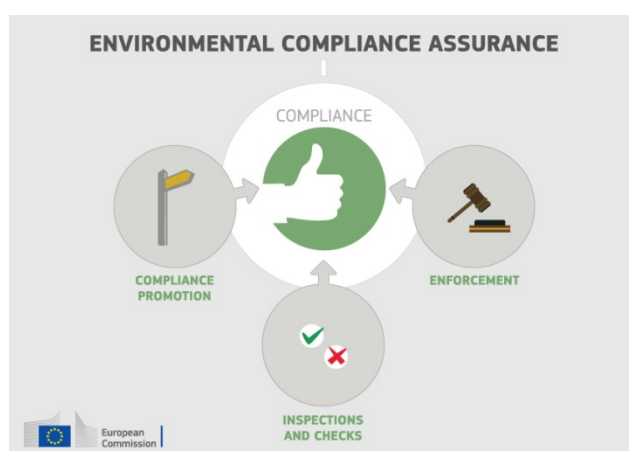 ENVIRONMENTAL COMPLIANCE ASSURANCE
COMPLIANCE
COMPLIANCE
PROMOTION
ENFORCEMENT
INSPECTIONS
AND CHECKS
European
Commission